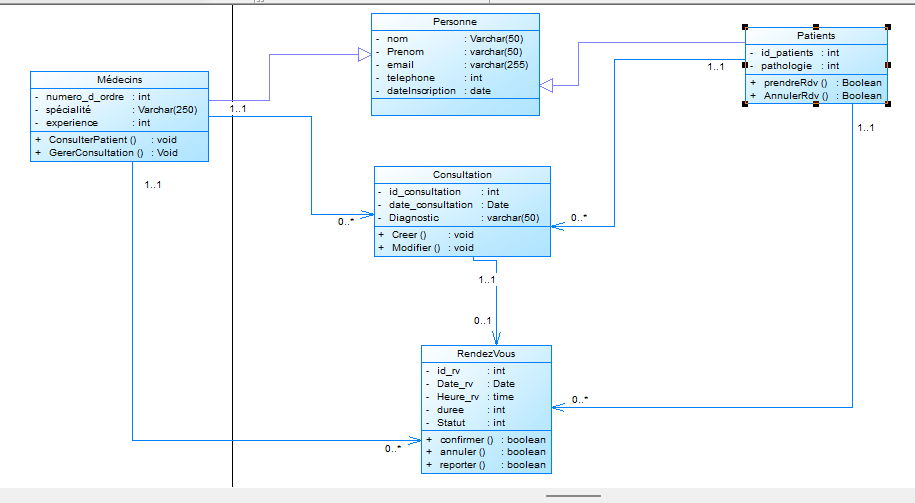 Personne
- nom : Varchar(50)
- Prenom : varchar(50)
- email : varchar(255)
- telephone : int
- dateInscription : date
Patients
- id_patients : int
- pathologie : int
+ prendreRdv () : Boolean
+ AnnulerRdv () : Boolean
Médecins
- numero_d_ordre : int
- spécialité : Varchar(250)
- experience : int
+ ConsulterPatient () : void
+ GererConsultation () : Void
1..1
1..1
1..1
1..1
Consultation
- id_consultation : int
- date_consultation : Date
- Diagnostic : varchar(50)
+ Creer () : void
+ Modifier () : void
0..*
0..*
1..1
0..1
RendezVous
- id_rv : int
- Date_rv : Date
- Heure_rv : time
- duree : int
- Statut : int
+ confirmer () : boolean
+ annuler () : boolean
+ reporter () : boolean
0..*
0..*